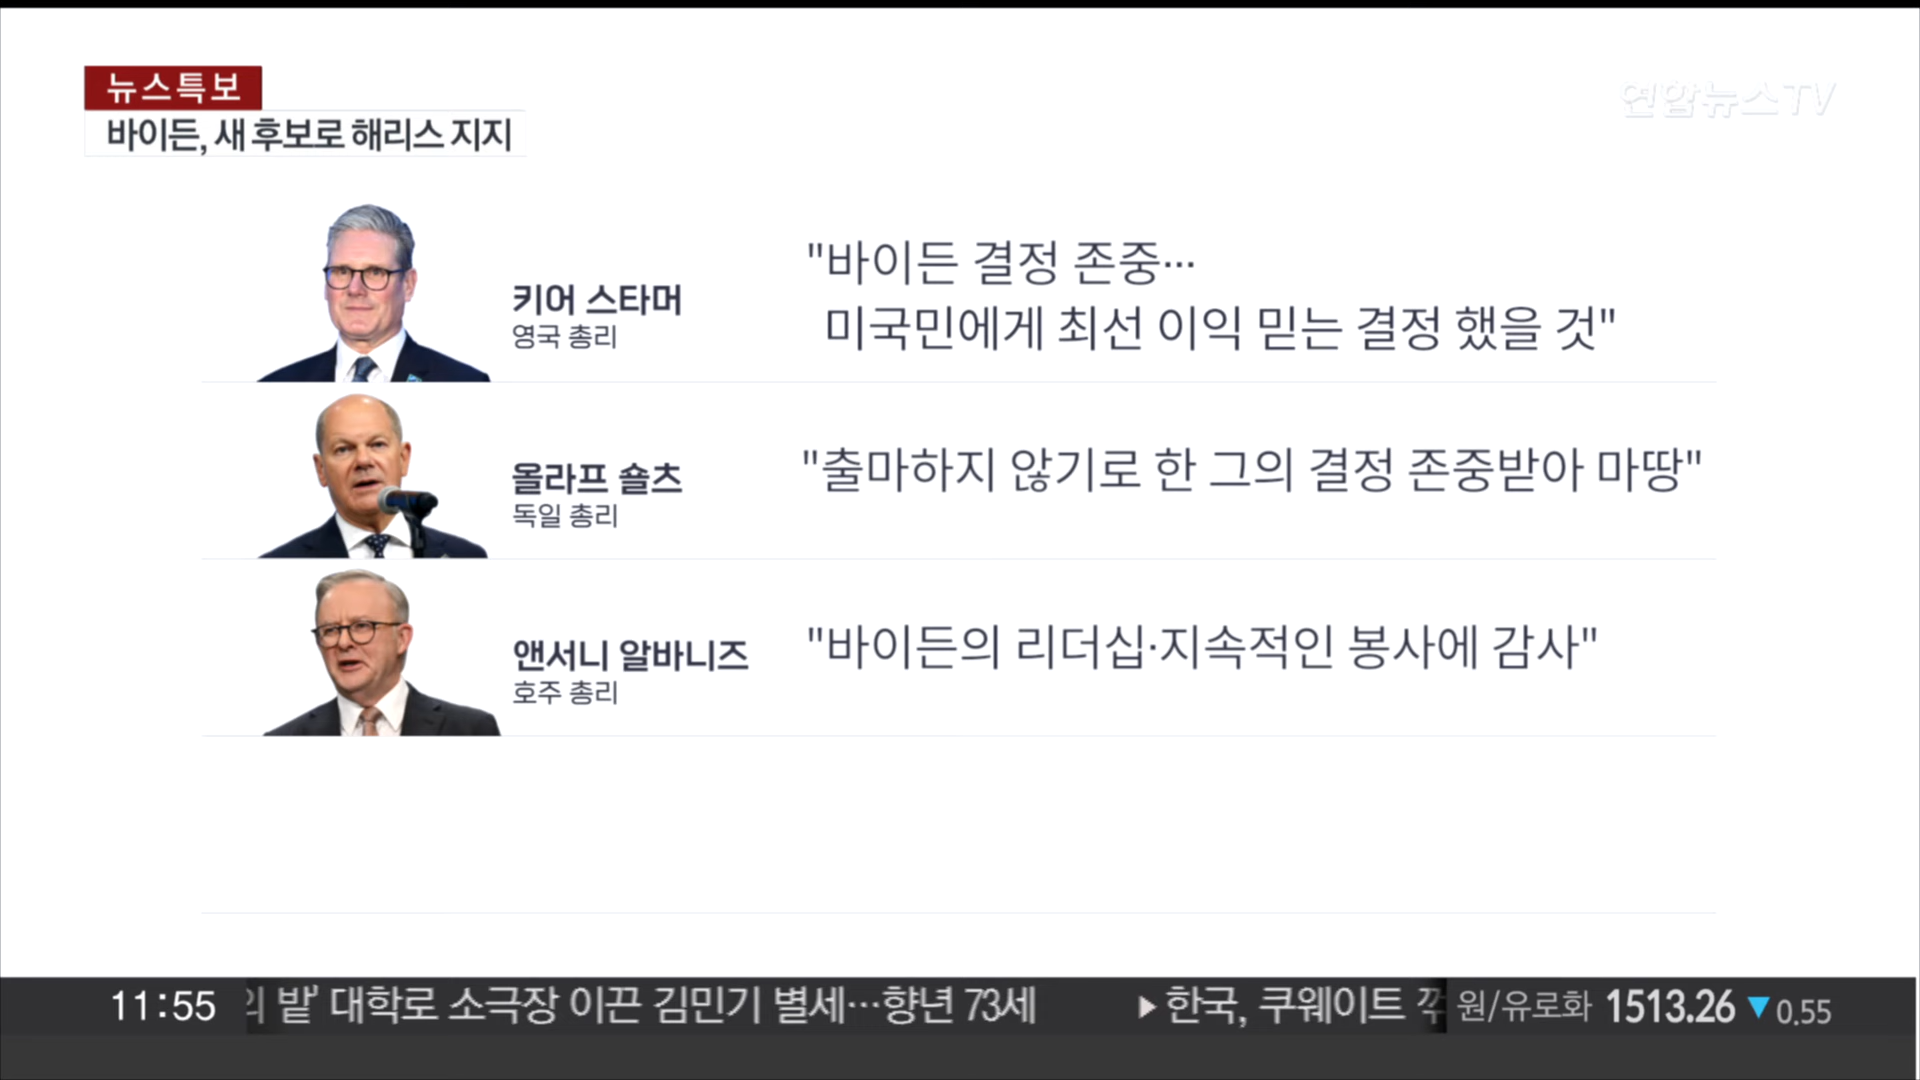 뉴스특보
연합뉴스TV
바이든, 새 후보로 해리스 지지
"바이든 결정 존중…
미국민에게 최선 이익 믿는 결정 했을 것"
키어 스타머
영국 총리
"출마하지 않기로 한 그의 결정 존중받아 마땅"
올라프 숄츠
독일 총리
"바이든의 리더십·지속적인 봉사에 감사"
앤서니 알바니즈
호주 총리
11:55 의 밭' 대학로 소극장 이끈 김민기 별세…향년 73세 ▶한국, 쿠웨이트 원/유로화 1513.26 ▼0.55